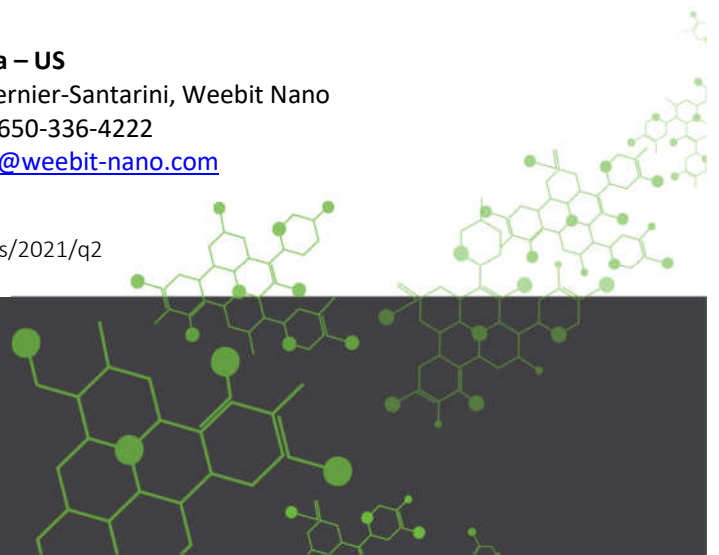 a – US
ernier-Santarini, Weebit Nano
650-336-4222
@weebit-nano.com
s/2021/q2